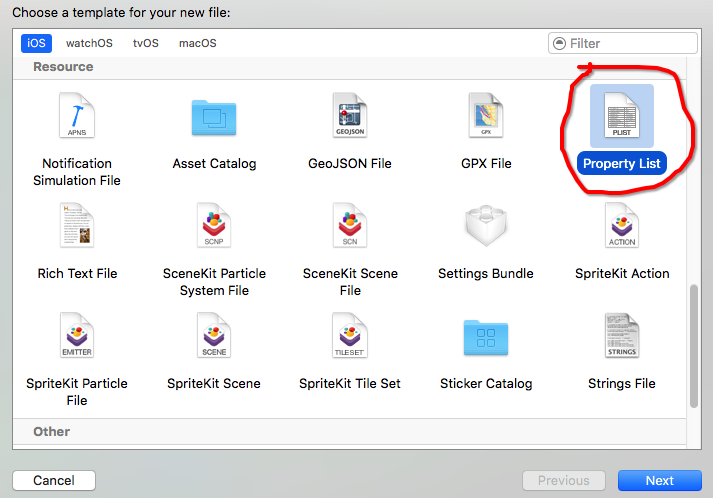 Choose a template for your new file:
iOS watchOS tvOS macOS Filter
Resource
APNS GEOJSON GPX PLIST
Notification Simulation File
Asset Catalog
GeoJSON File
GPX File
Property List
SCNP SCN ACTION
Rich Text File
SceneKit Particle System File
SceneKit Scene File
Settings Bundle
SpriteKit Action
EMITTER SCENE TILESET STRINGS
SpriteKit Particle File
SpriteKit Scene
SpriteKit Tile Set
Sticker Catalog
Strings File
Other
Cancel Previous Next